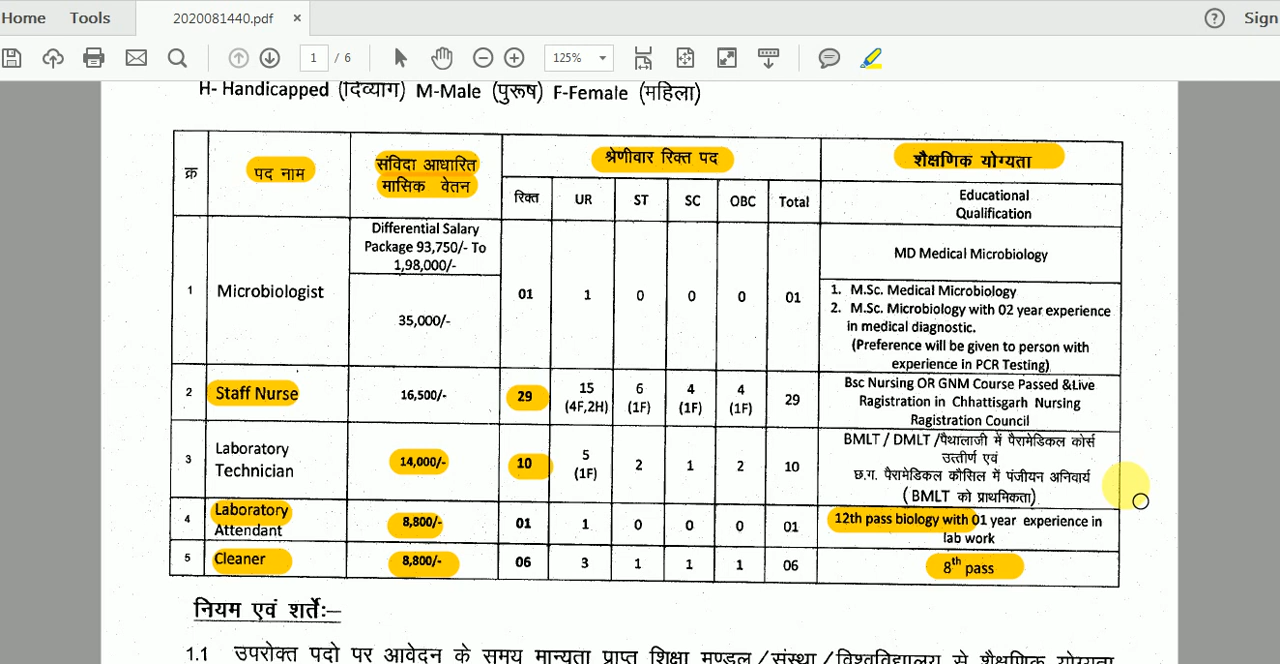 Home Tools 2020081440.pdf × ? Sign
1 / 6 125%
H- Handicapped (दिव्याग) M-Male (पुरूष) F-Female (महिला)
क्र
पद नाम
संविदा आधारित
मासिक वेतन
श्रेणीवार रिक्त पद
शैक्षणिक योग्यता
रिक्त UR ST SC OBC Total
Educational
Qualification
1
Microbiologist
Differential Salary
Package 93,750/- To
1,98,000/-
35,000/-
01 1 0 0 0 01
MD Medical Microbiology
1. M.Sc. Medical Microbiology
2. M.Sc. Microbiology with 02 year experience
in medical diagnostic.
(Preference will be given to person with
experience in PCR Testing)
2
Staff Nurse
16,500/-
29
15
(4F,2H)
6
(1F)
4
(1F)
4
(1F)
29
Bsc Nursing OR GNM Course Passed &Live
Ragistration in Chhattisgarh Nursing
Ragistration Council
3
Laboratory
Technician
14,000/-
10
5
(1F)
2 1 2 10
BMLT / DMLT /पैथालाजी में पैरामेडिकल कोर्स
उत्तीर्ण एवं
छ.ग. पैरामेडिकल कौसिल में पंजीयन अनिवार्य
(BMLT को प्राथमिकता)
4
Laboratory
Attendant
8,800/-
01 1 0 0 0 01
12th pass biology with 01 year experience in
lab work
5
Cleaner
8,800/-
06 3 1 1 1 06
8th pass
नियम एवं शर्तेः—
1.1 उपरोक्त पदो पर आवेदन के समय मान्यता प्राप्त शिक्षा मण्डल/संस्था/विश्वविद्यालय से शैक्षणिक योग्यता